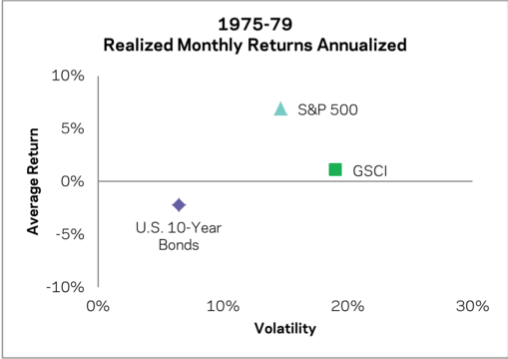 1975-79
Realized Monthly Returns Annualized
10%
5%
0%
-5%
-10%
Average Return
S&P 500
GSCI
U.S. 10-Year
Bonds
0%
10%
20%
30%
Volatility